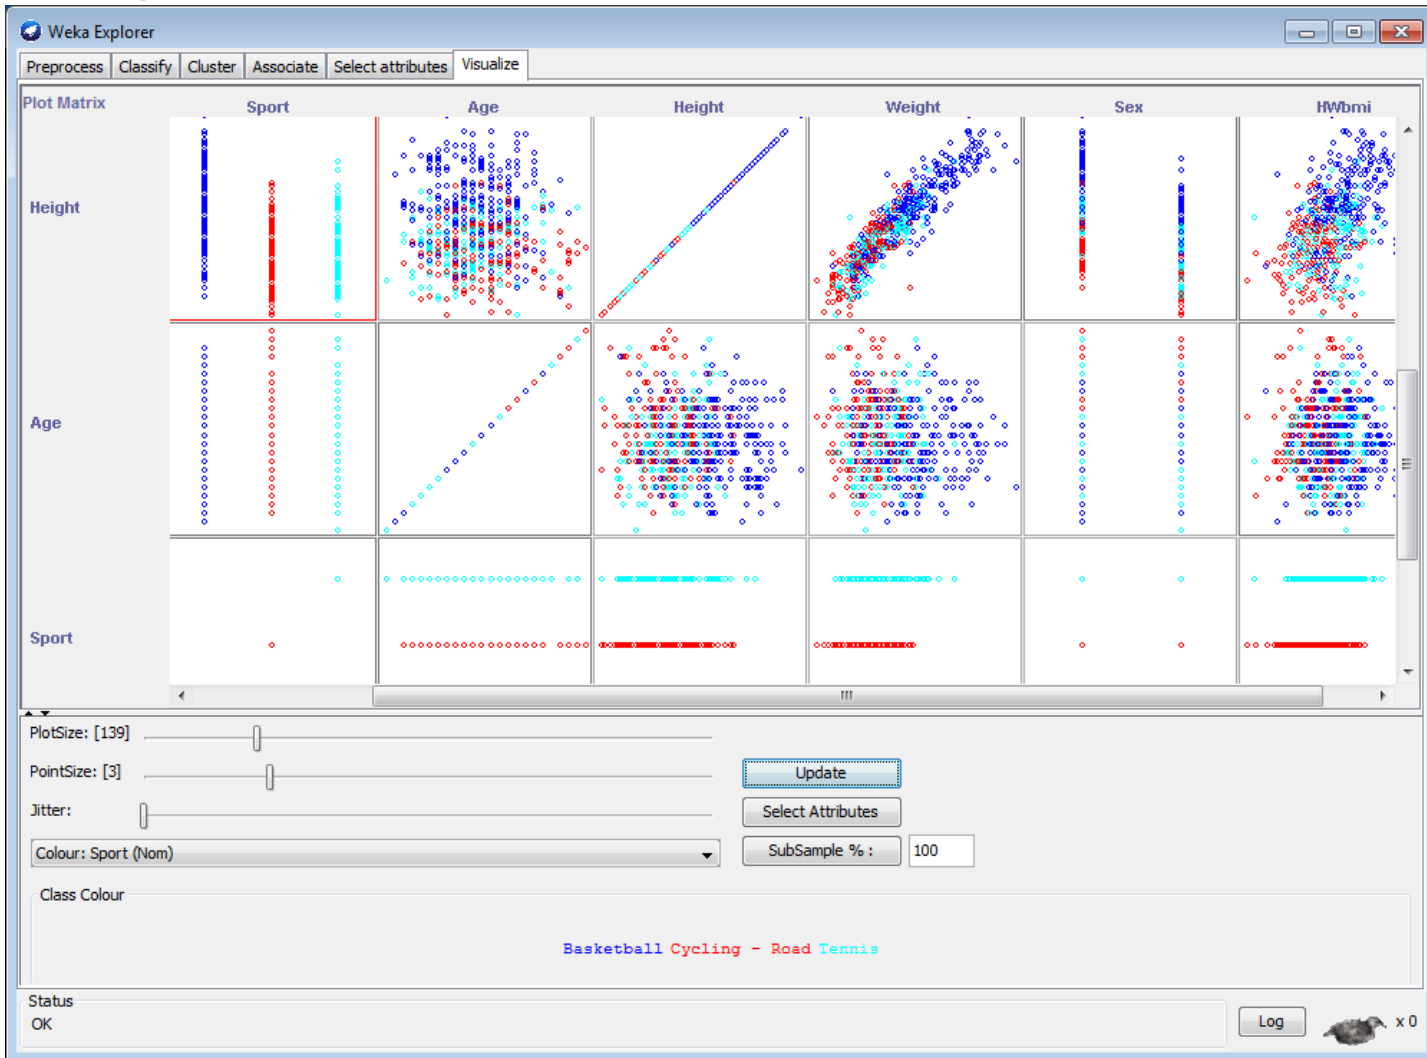 Weka Explorer
Preprocess Classify Cluster Associate Select attributes Visualize
Plot Matrix Sport Age Height Weight Sex HWbmi
Height
Age
Sport
PlotSize: [139]
PointSize: [3] Update
Jitter: Select Attributes
Colour: Sport (Nom) SubSample % : 100
Class Colour
Basketball Cycling - Road Tennis
Status
OK Log x 0